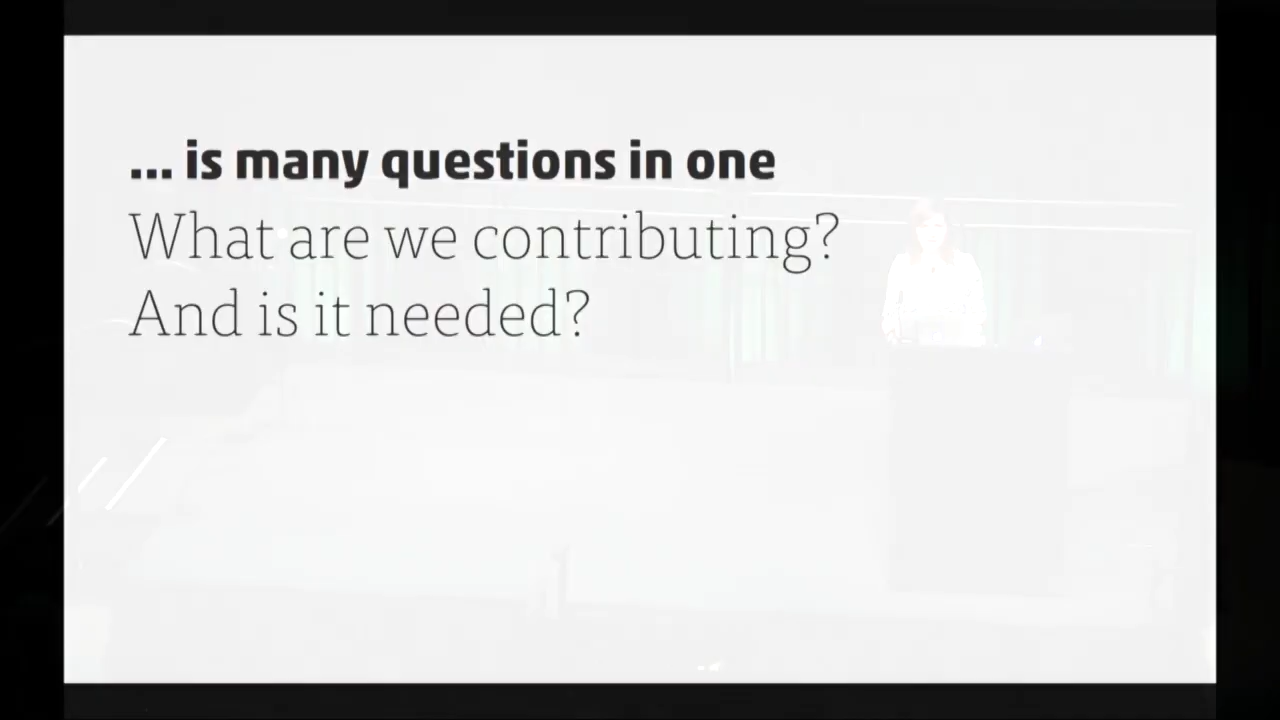 ... is many questions in one
What are we contributing?
And is it needed?